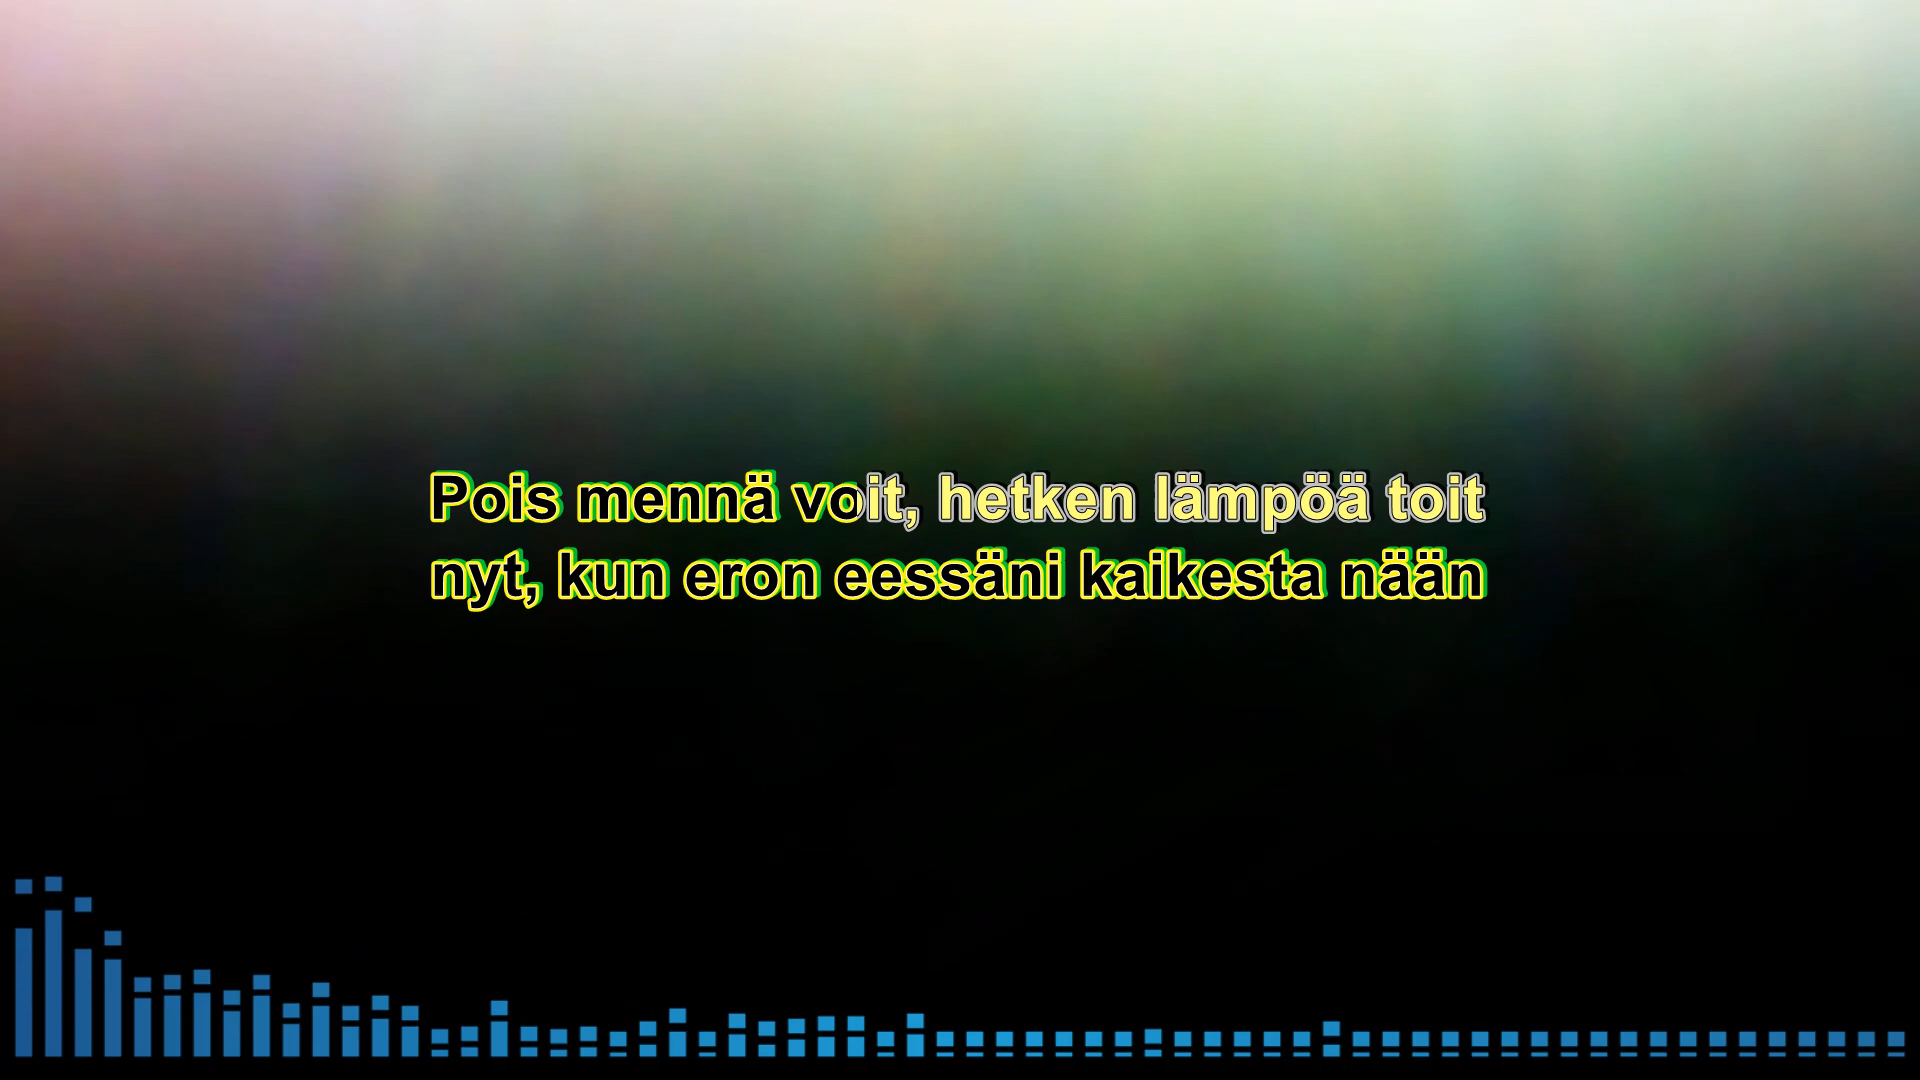 Pois mennä voit, hetken lämpöä toit
nyt, kun eron eessäni kaikesta nään